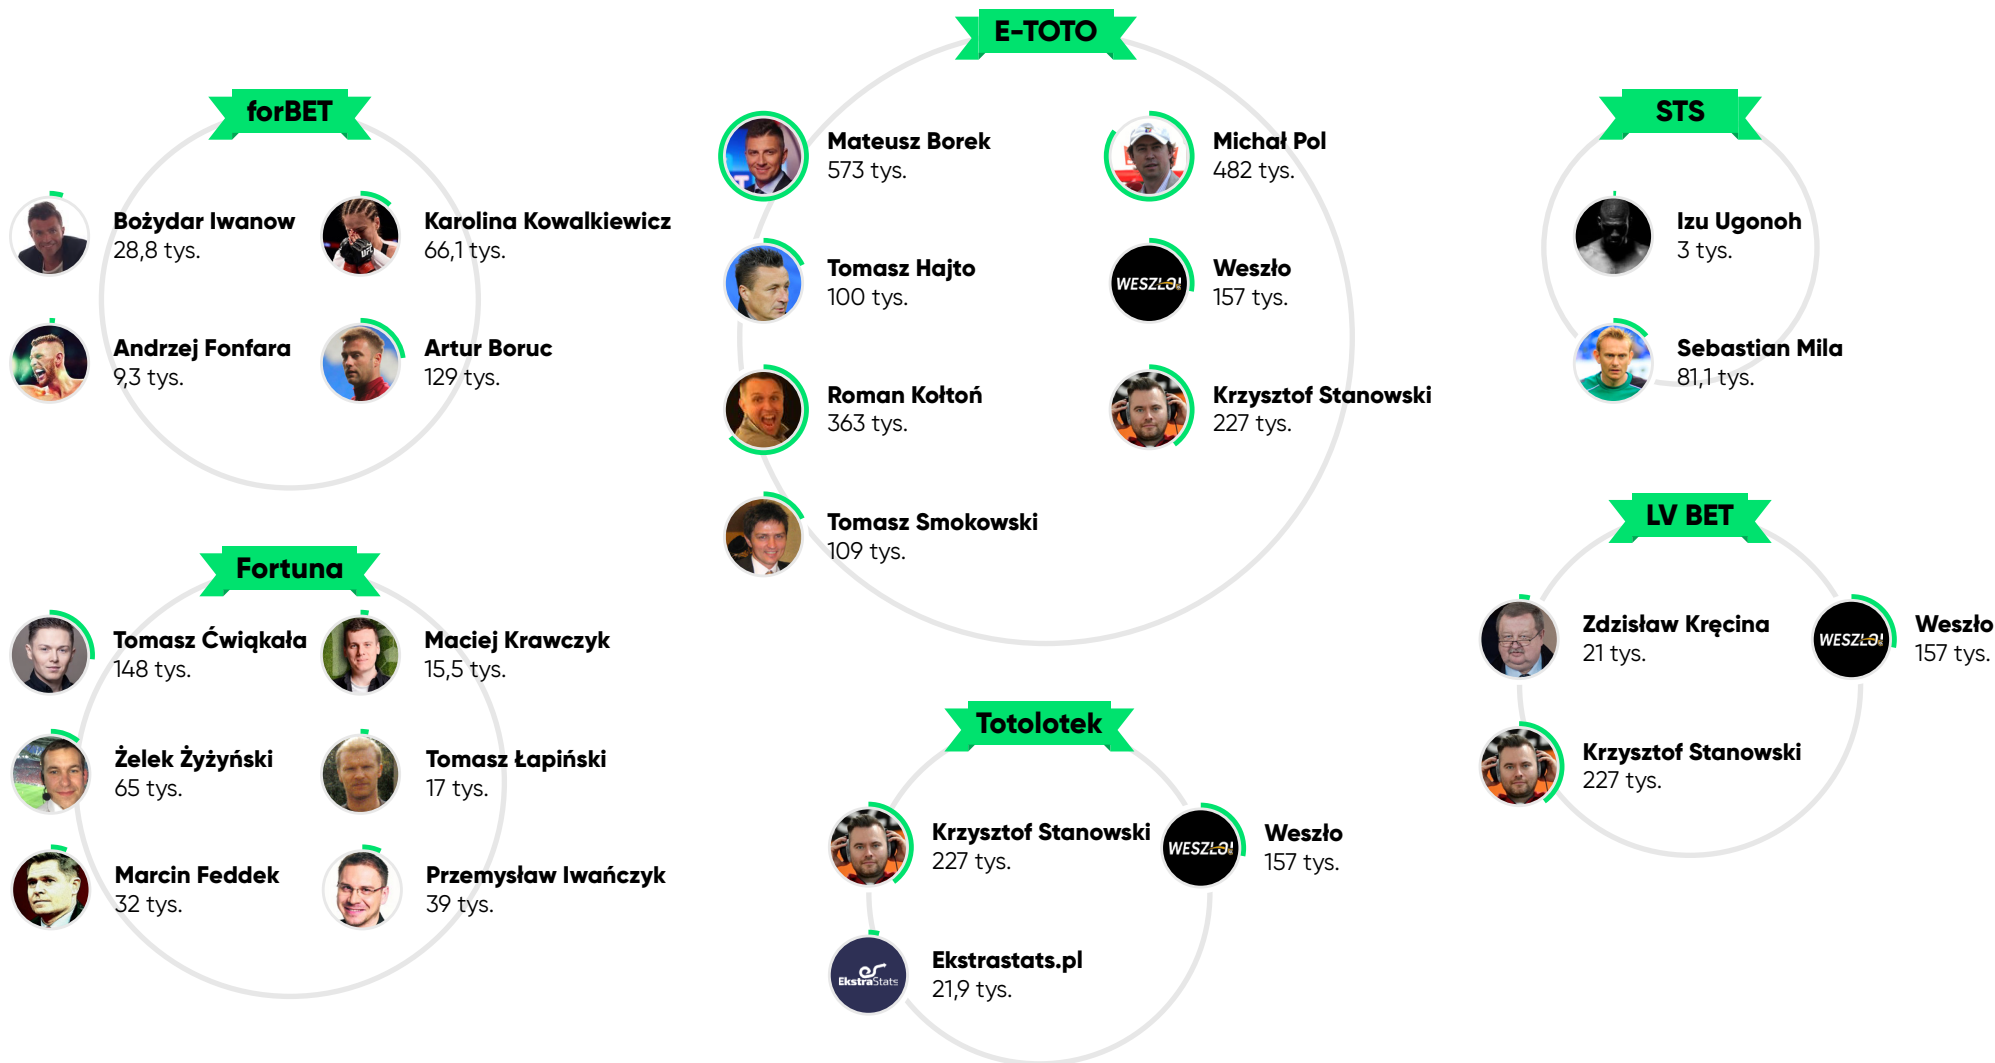 forBET
Bożydar Iwanow
28,8 tys.
Karolina Kowalkiewicz
66,1 tys.
Andrzej Fonfara
9,3 tys.
Artur Boruc
129 tys.
E-TOTO
Mateusz Borek
573 tys.
Michał Pol
482 tys.
Tomasz Hajto
100 tys.
WESZŁO!
Weszło
157 tys.
Roman Kołtoń
363 tys.
Krzysztof Stanowski
227 tys.
Tomasz Smokowski
109 tys.
STS
Izu Ugonoh
3 tys.
Sebastian Mila
81,1 tys.
Fortuna
Tomasz Ćwiąkała
148 tys.
Maciej Krawczyk
15,5 tys.
Żelek Żyżyński
65 tys.
Tomasz Łapiński
17 tys.
Marcin Feddek
32 tys.
Przemysław Iwańczyk
39 tys.
Totolotek
Krzysztof Stanowski
227 tys.
WESZŁO!
Weszło
157 tys.
EkstraStats
Ekstrastats.pl
21,9 tys.
LV BET
Zdzisław Kręcina
21 tys.
WESZŁO!
Weszło
157 tys.
Krzysztof Stanowski
227 tys.